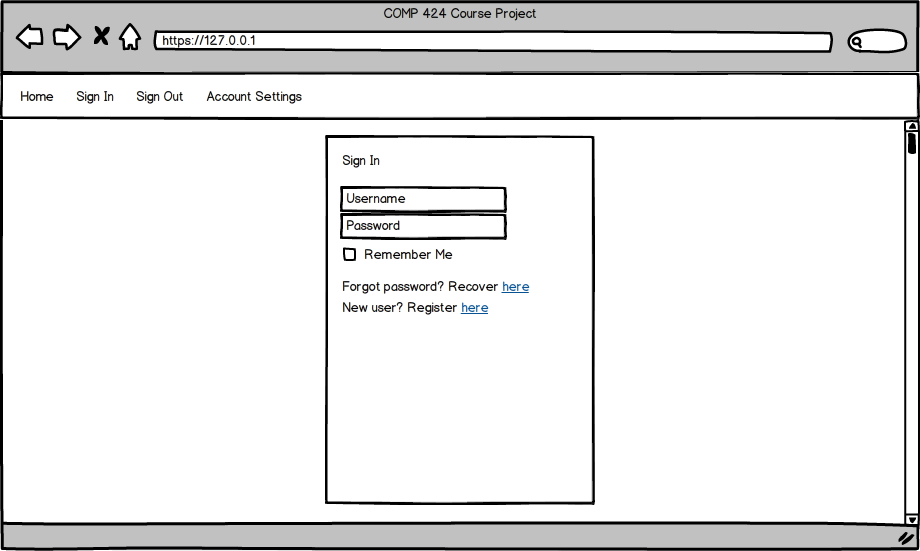 COMP 424 Course Project
https://127.0.0.1
Home Sign In Sign Out Account Settings
Sign In
Username
Password
Remember Me
Forgot password? Recover here
New user? Register here